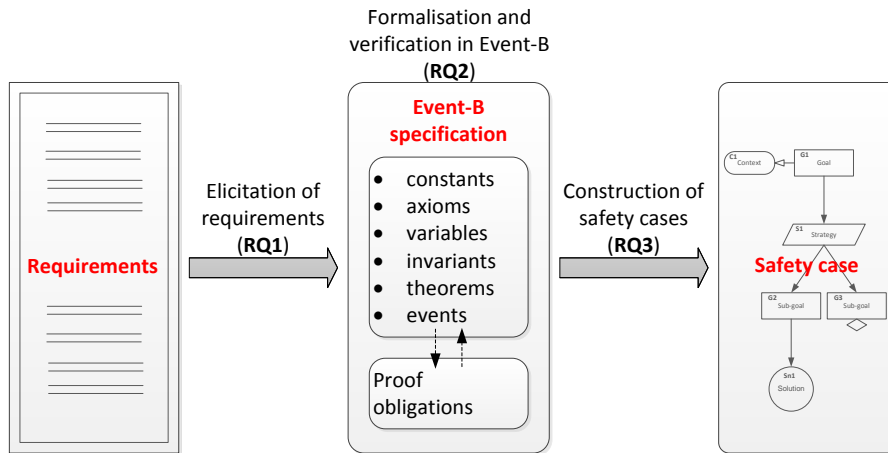 Formalisation and
verification in Event-B
(RQ2)
Requirements
Elicitation of
requirements
(RQ1)
Event-B
specification
• constants
• axioms
• variables
• invariants
• theorems
• events
Proof
obligations
Construction of
safety cases
(RQ3)
Safety case
C1
Context
G1
Goal
S1
Strategy
G2
Sub-goal
G3
Sub-goal
Sn1
Solution